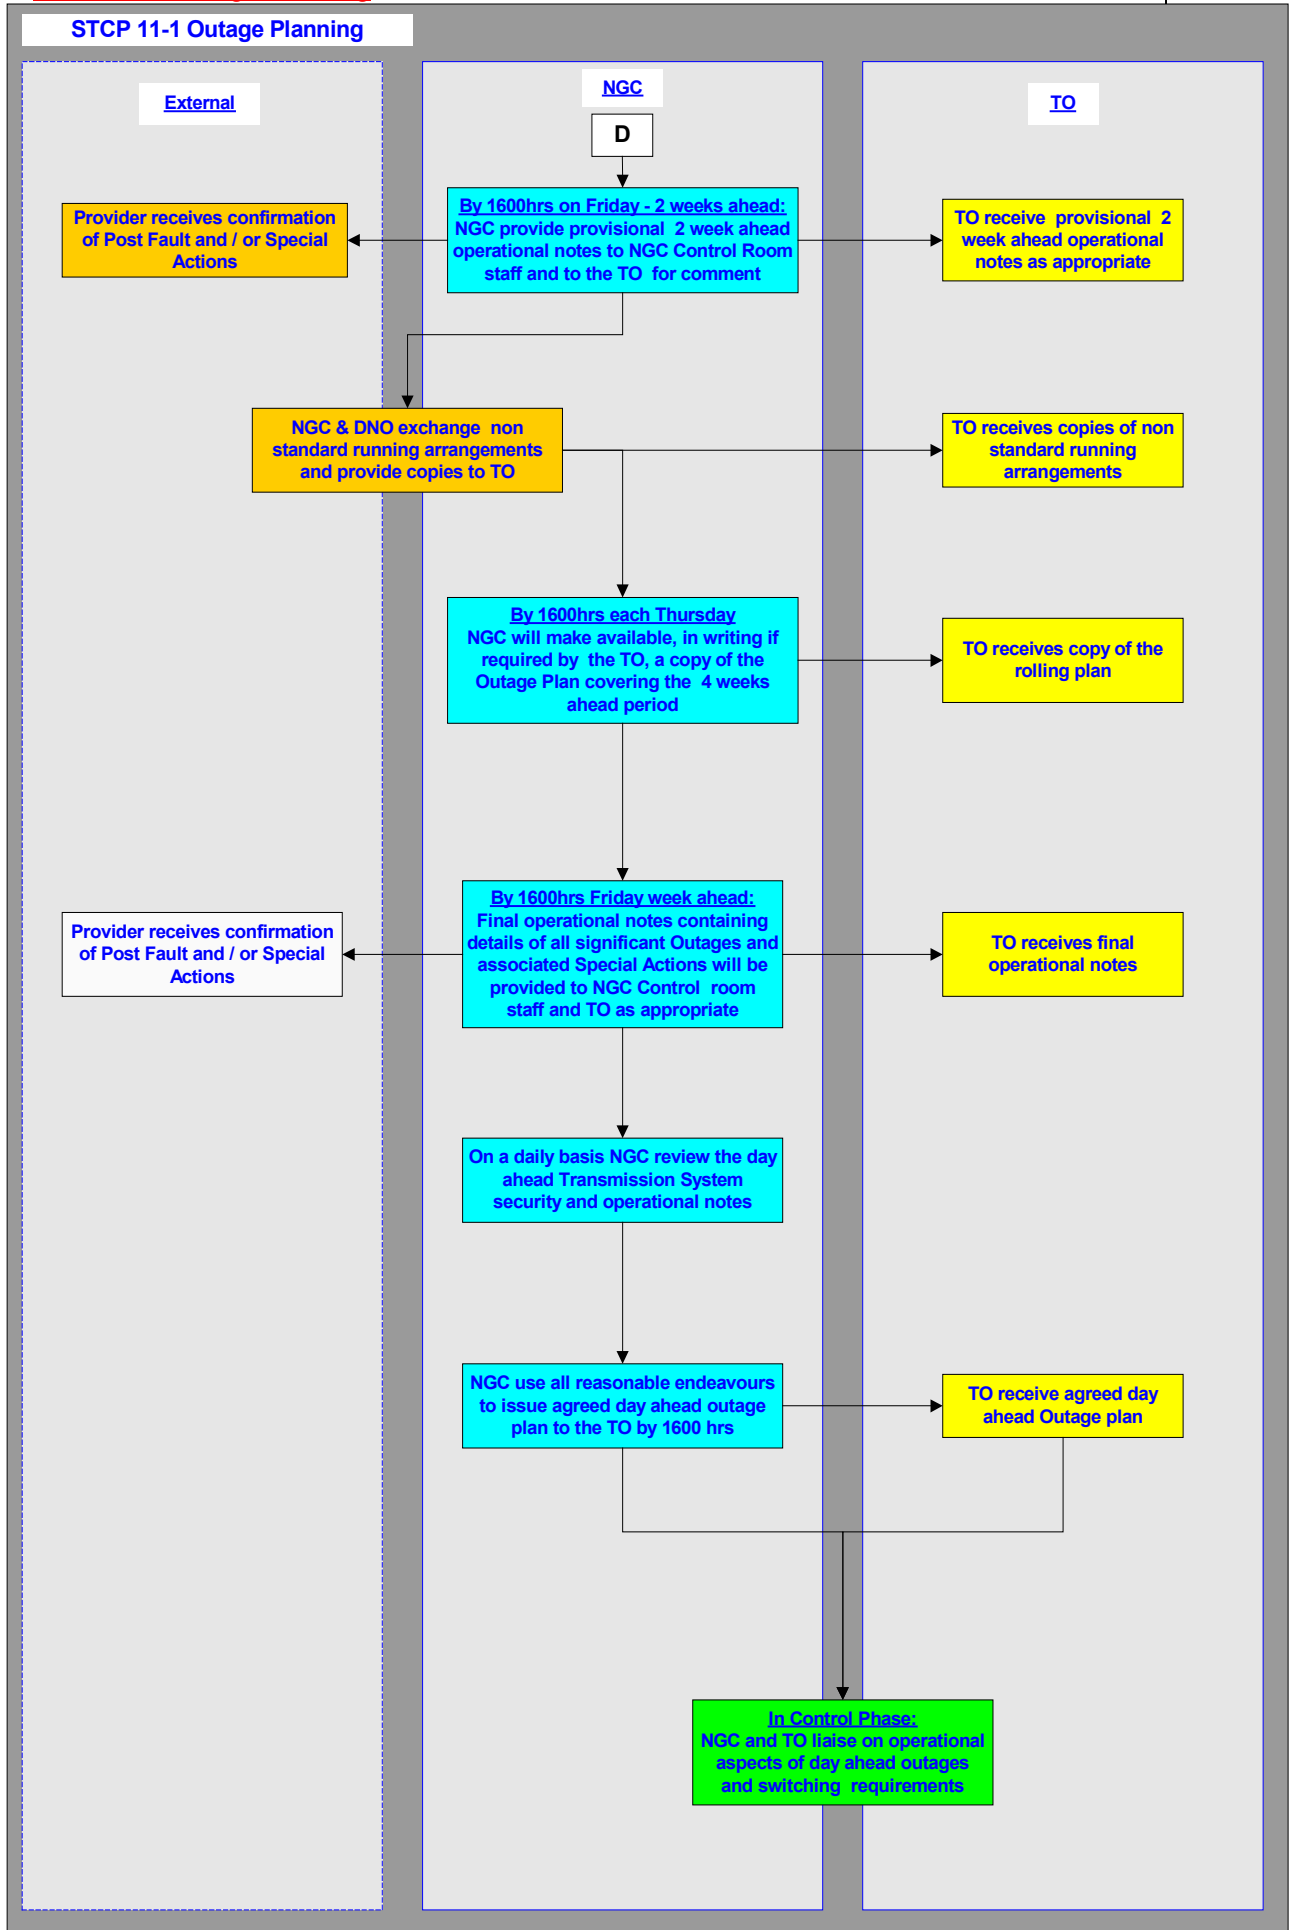 STCP 11-1 Outage Planning
External
NGC
TO
D
By 1600hrs on Friday - 2 weeks ahead:
NGC provide provisional 2 week ahead
operational notes to NGC Control Room
staff and to the TO for comment
Provider receives confirmation
of Post Fault and / or Special
Actions
TO receive provisional 2
week ahead operational
notes as appropriate
NGC & DNO exchange non
standard running arrangements
and provide copies to TO
TO receives copies of non
standard running
arrangements
By 1600hrs each Thursday
NGC will make available, in writing if
required by the TO, a copy of the
Outage Plan covering the 4 weeks
ahead period
TO receives copy of the
rolling plan
By 1600hrs Friday week ahead:
Final operational notes containing
details of all significant Outages and
associated Special Actions will be
provided to NGC Control room
staff and TO as appropriate
Provider receives confirmation
of Post Fault and / or Special
Actions
TO receives final
operational notes
On a daily basis NGC review the day
ahead Transmission System
security and operational notes
NGC use all reasonable endeavours
to issue agreed day ahead outage
plan to the TO by 1600 hrs
TO receive agreed day
ahead Outage plan
In Control Phase:
NGC and TO liaise on operational
aspects of day ahead outages
and switching requirements